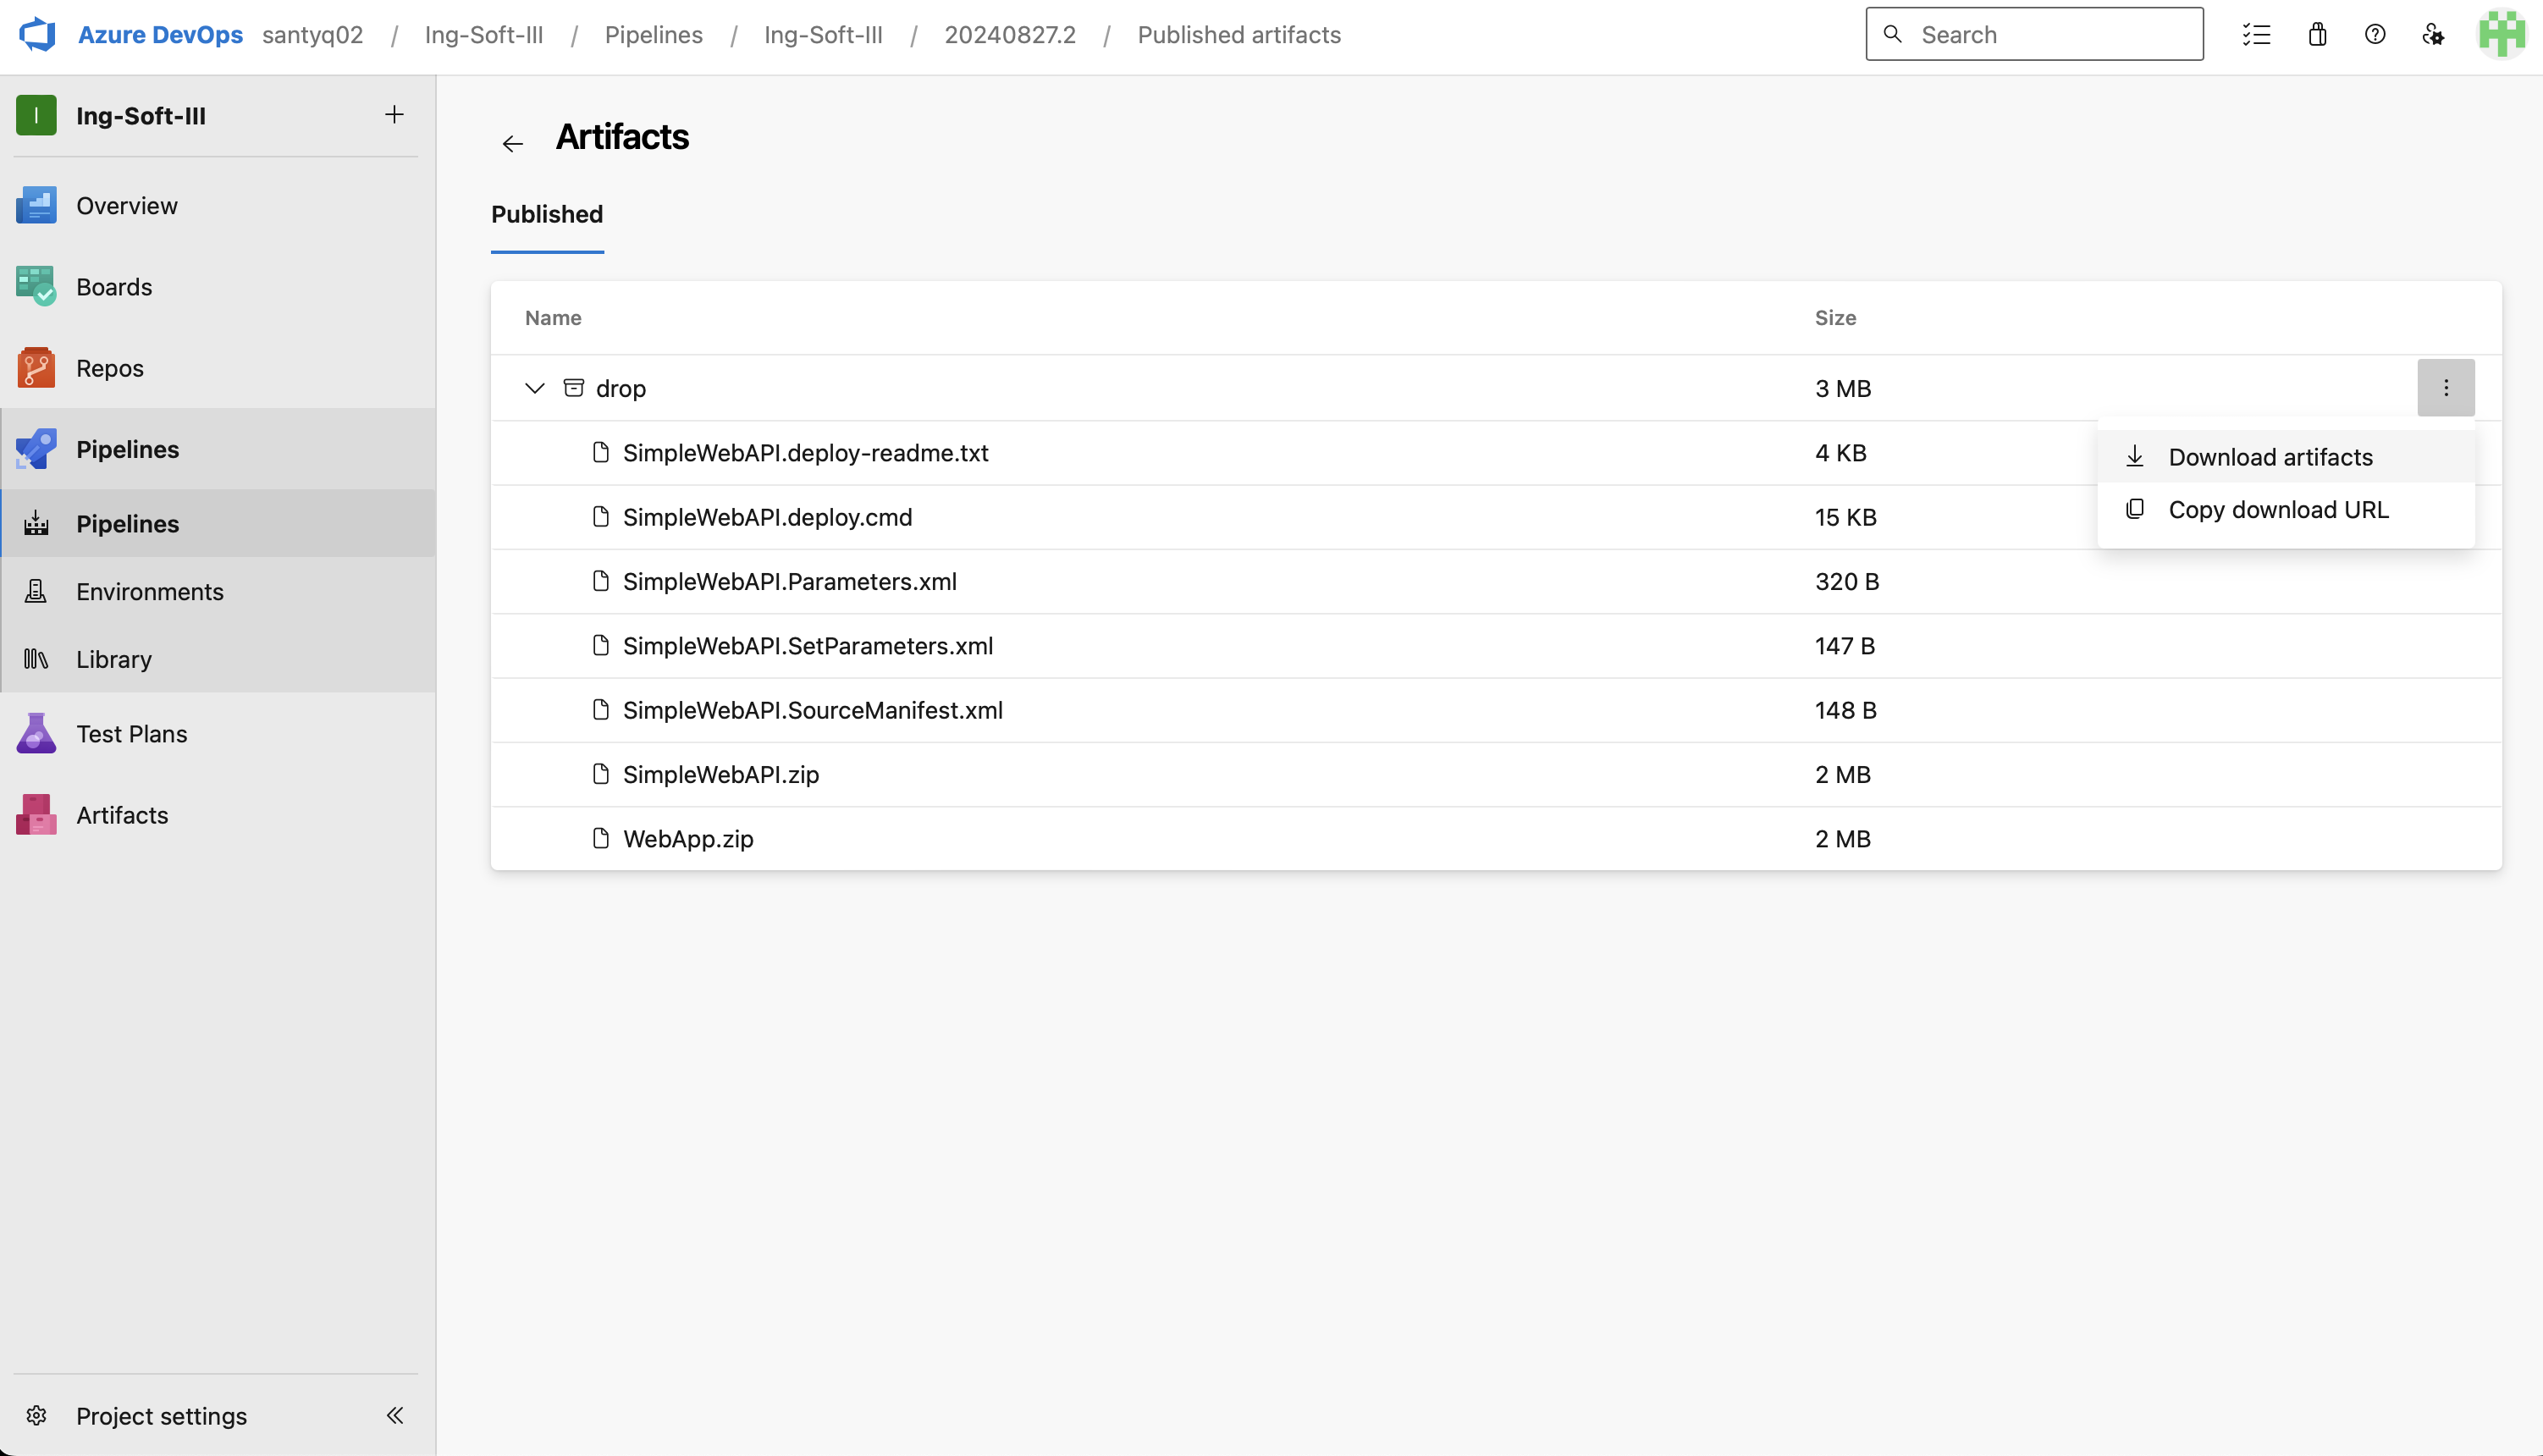 Azure DevOps santyq02 / Ing-Soft-III / Pipelines / Ing-Soft-III / 20240827.2 / Published artifacts
Search
I Ing-Soft-III
Overview
Boards
Repos
Pipelines
Pipelines
Environments
Library
Test Plans
Artifacts
Project settings
Artifacts
Published
Name Size
drop 3 MB
SimpleWebAPI.deploy-readme.txt 4 KB
SimpleWebAPI.deploy.cmd 15 KB
SimpleWebAPI.Parameters.xml 320 B
SimpleWebAPI.SetParameters.xml 147 B
SimpleWebAPI.SourceManifest.xml 148 B
SimpleWebAPI.zip 2 MB
WebApp.zip 2 MB
Download artifacts
Copy download URL